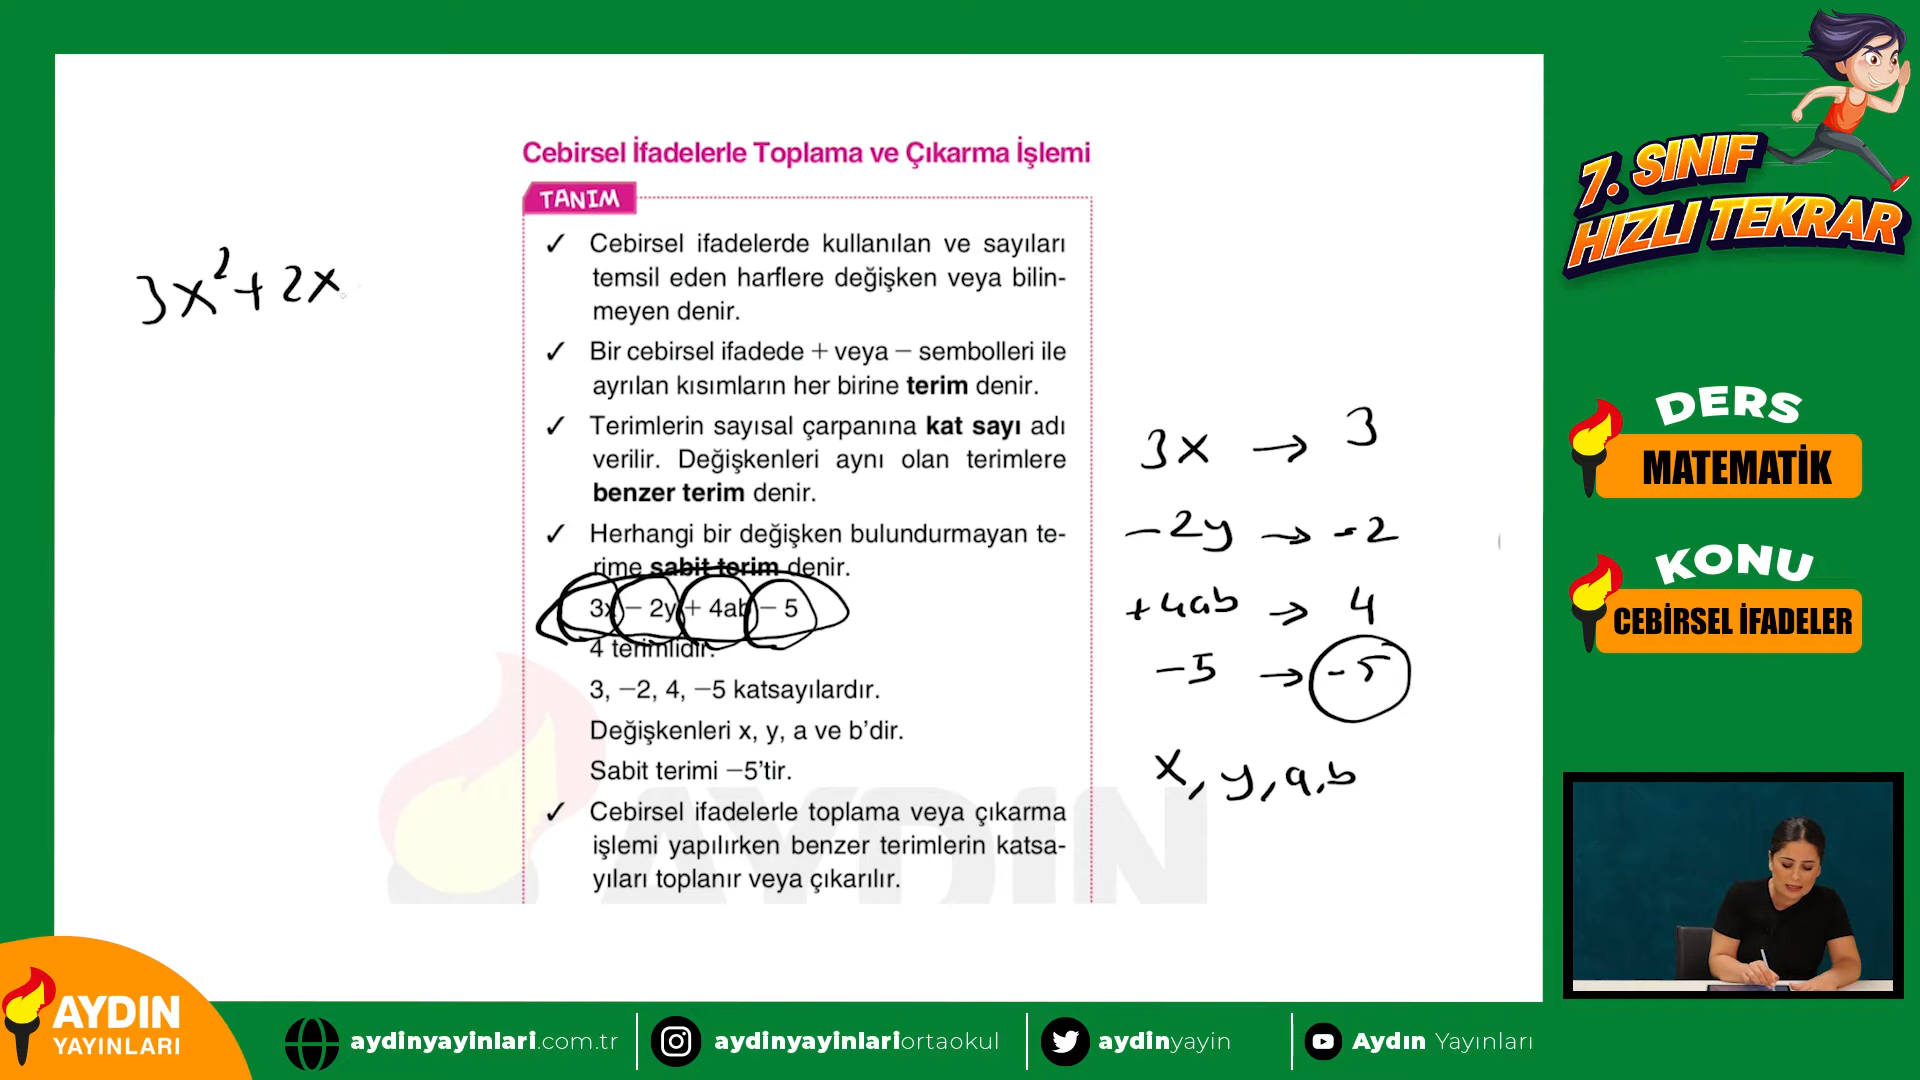 7. SINIF
HIZLI TEKRAR
Cebirsel İfadelerle Toplama ve Çıkarma İşlemi
TANIM
✓ Cebirsel ifadelerde kullanılan ve sayıları
temsil eden harflere değişken veya bilin-
meyen denir.
✓ Bir cebirsel ifadede + veya − sembolleri ile
ayrılan kısımların her birine terim denir.
✓ Terimlerin sayısal çarpanına kat sayı adı
verilir. Değişkenleri aynı olan terimlere
benzer terim denir.
✓ Herhangi bir değişken bulundurmayan te-
rime sabit terim denir.
3x − 2y + 4ab − 5
4 terimlidir.
3, −2, 4, −5 katsayılardır.
Değişkenleri x, y, a ve b'dir.
Sabit terimi −5'tir.
✓ Cebirsel ifadelerle toplama veya çıkarma
işlemi yapılırken benzer terimlerin katsa-
yıları toplanır veya çıkarılır.
3x²+2x
3x → 3
−2y → -2
+4ab → 4
−5 → -5
x, y, a, b
DERS
MATEMATİK
KONU
CEBİRSEL İFADELER
AYDIN
AYDIN
YAYINLARI
aydinyayinlari.com.tr
aydinyayinlariortaokul
aydinyayin
Aydın Yayınları